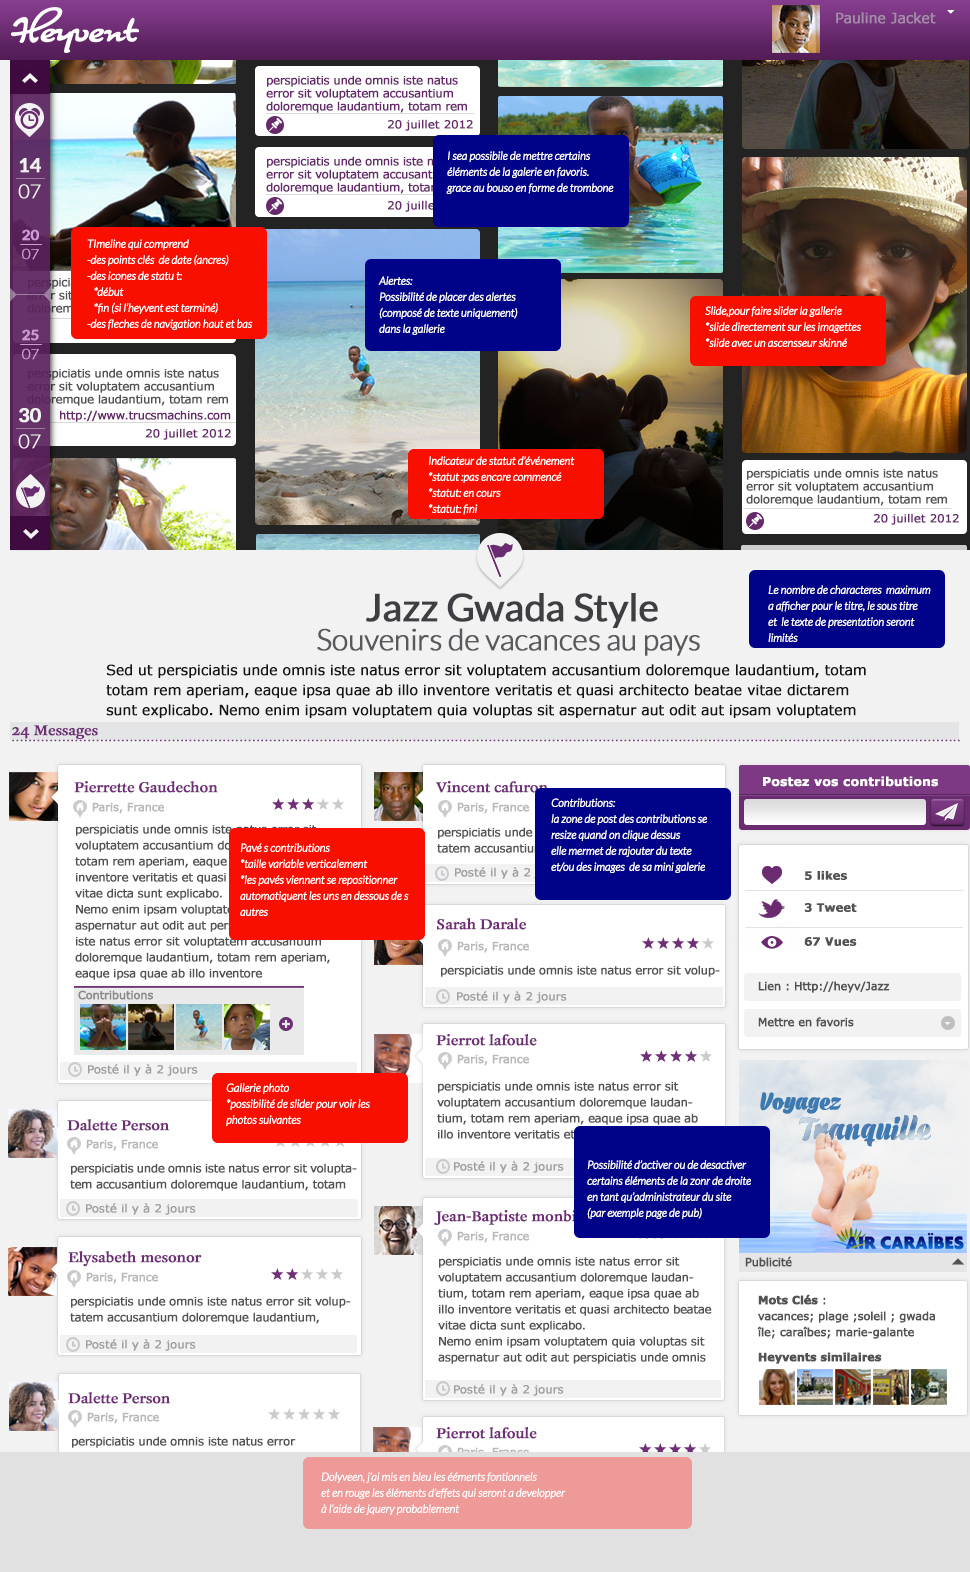 Heyvent
Pauline Jacket
14
07
20
07
25
07
30
07
perspiciatis unde omnis iste natus
error sit voluptatem accusantium
doloremque laudantium, totam rem
20 juillet 2012
perspiciatis unde omnis iste n
error sit voluptatem accusant
doloremque laudantium, tota
20 juille
I sea possibile de mettre certains
éléments de la galerie en favoris.
grace au bouso en forme de trombone
TImeline qui comprend
-des points clés de date (ancres)
-des icones de statu t:
*début
*fin (si l'heyvent est terminé)
-des fleches de navigation haut et bas
Alertes:
Possibilité de placer des alertes
(composé de texte uniquement)
dans la gallerie
Slide,pour faire slider la gallerie
*slide directement sur les imagettes
*slide avec un ascensseur skinné
perspiciatis unde omnis iste natus
error sit voluptatem accusantium
doloremque laudantium, totam rem
http://www.trucsmachins.com
20 juillet 2012
Indicateur de statut d'événement
*statut :pas encore commencé
*statut: en cours
*statut: fini
perspiciatis unde omnis iste natus
error sit voluptatem accusantium
doloremque laudantium, totam rem
20 juillet 2012
Jazz Gwada Style
Souvenirs de vacances au pays
Le nombre de characteres maximum
a afficher pour le titre, le sous titre
et le texte de presentation seront
limités
Sed ut perspiciatis unde omnis iste natus error sit voluptatem accusantium doloremque laudantium, totam
totam rem aperiam, eaque ipsa quae ab illo inventore veritatis et quasi architecto beatae vitae dictarem
sunt explicabo. Nemo enim ipsam voluptatem quia voluptas sit aspernatur aut odit aut ipsam voluptatem
24 Messages
Pierrette Gaudechon
Paris, France
perspiciatis unde omnis iste natus error sit
voluptatem accusantium do
totam rem aperiam, eaque
inventore veritatis et quasi
vitae dicta sunt explicabo.
Nemo enim ipsam voluptate
aspernatur aut odit aut per
iste natus error sit voluptatem accusantium
doloremque laudantium, totam rem aperiam,
eaque ipsa quae ab illo inventore
Contributions
Posté il y à 2 jours
Pavé s contributions
*taille variable verticalement
*les pavés viennent se repositionner
automatiquent les uns en dessous de s
autres
Gallerie photo
*possibilité de slider pour voir les
photos suivantes
Dalette Person
Paris, France
perspiciatis unde omnis iste natus error sit volupta-
tem accusantium doloremque laudantium, totam
Posté il y à 2 jours
Elysabeth mesonor
Paris, France
perspiciatis unde omnis iste natus error sit volup-
tatem accusantium doloremque laudantium,
Posté il y à 2 jours
Dalette Person
Paris, France
perspiciatis unde omnis iste natus error
Vincent cafuron
Paris, France
perspiciatis unde
tatem accusantiu
Posté il y à 2
Contributions:
la zone de post des contributions se
resize quand on clique dessus
elle mermet de rajouter du texte
et/ou des images de sa mini galerie
Sarah Darale
Paris, France
perspiciatis unde omnis iste natus error sit volup-
Posté il y à 2 jours
Pierrot lafoule
Paris, France
perspiciatis unde omnis iste natus error sit
voluptatem accusantium doloremque laudan-
tium, totam rem aperiam, eaque ipsa quae ab
illo inventore veritatis et
Posté il y à 2 jours
Possibilité d'activer ou de desactiver
certains éléments de la zonr de droite
en tant qu'administrateur du site
(par exemple page de pub)
Jean-Baptiste monbi
Paris, France
perspiciatis unde omnis iste natus error sit
voluptatem accusantium doloremque laudan-
tium, totam rem aperiam, eaque ipsa quae ab
illo inventore veritatis et quasi architecto beatae
vitae dicta sunt explicabo.
Nemo enim ipsam voluptatem quia voluptas sit
aspernatur aut odit aut perspiciatis unde omnis
Posté il y à 2 jours
Pierrot lafoule
Paris, France
Postez vos contributions
5 likes
3 Tweet
67 Vues
Lien : Http://heyv/Jazz
Mettre en favoris
Voyagez
Tranquille
AIR CARAÏBES
Publicité
Mots Clés :
vacances; plage ;soleil ; gwada
île; caraîbes; marie-galante
Heyvents similaires
Dolyveen, j'ai mis en bleu les ééments fontionnels
et en rouge les éléments d'effets qui seront a developper
à l'aide de jquery probablement